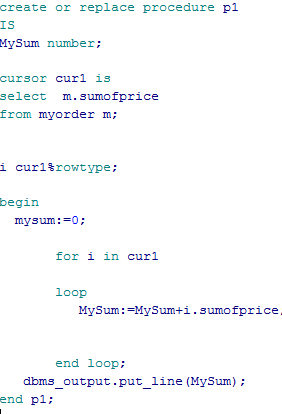 create or replace procedure p1
IS
MySum number;
cursor cur1 is
select m.sumofprice
from myorder m;
i cur1%rowtype;
begin
mysum:=0;
for i in cur1
loop
MySum:=MySum+i.sumofprice;
end loop;
dbms_output.put_line(MySum);
end p1;